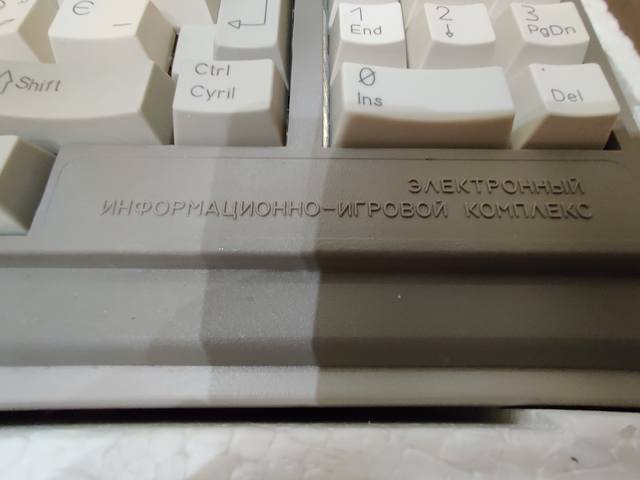 Є
_
←
1
End
2
↓
3
PgDn
Shift
Ctrl
Cyril
0
Ins
.
Del
ЭЛЕКТРОННЫЙ
ИНФОРМАЦИОННО-ИГРОВОЙ КОМПЛЕКС